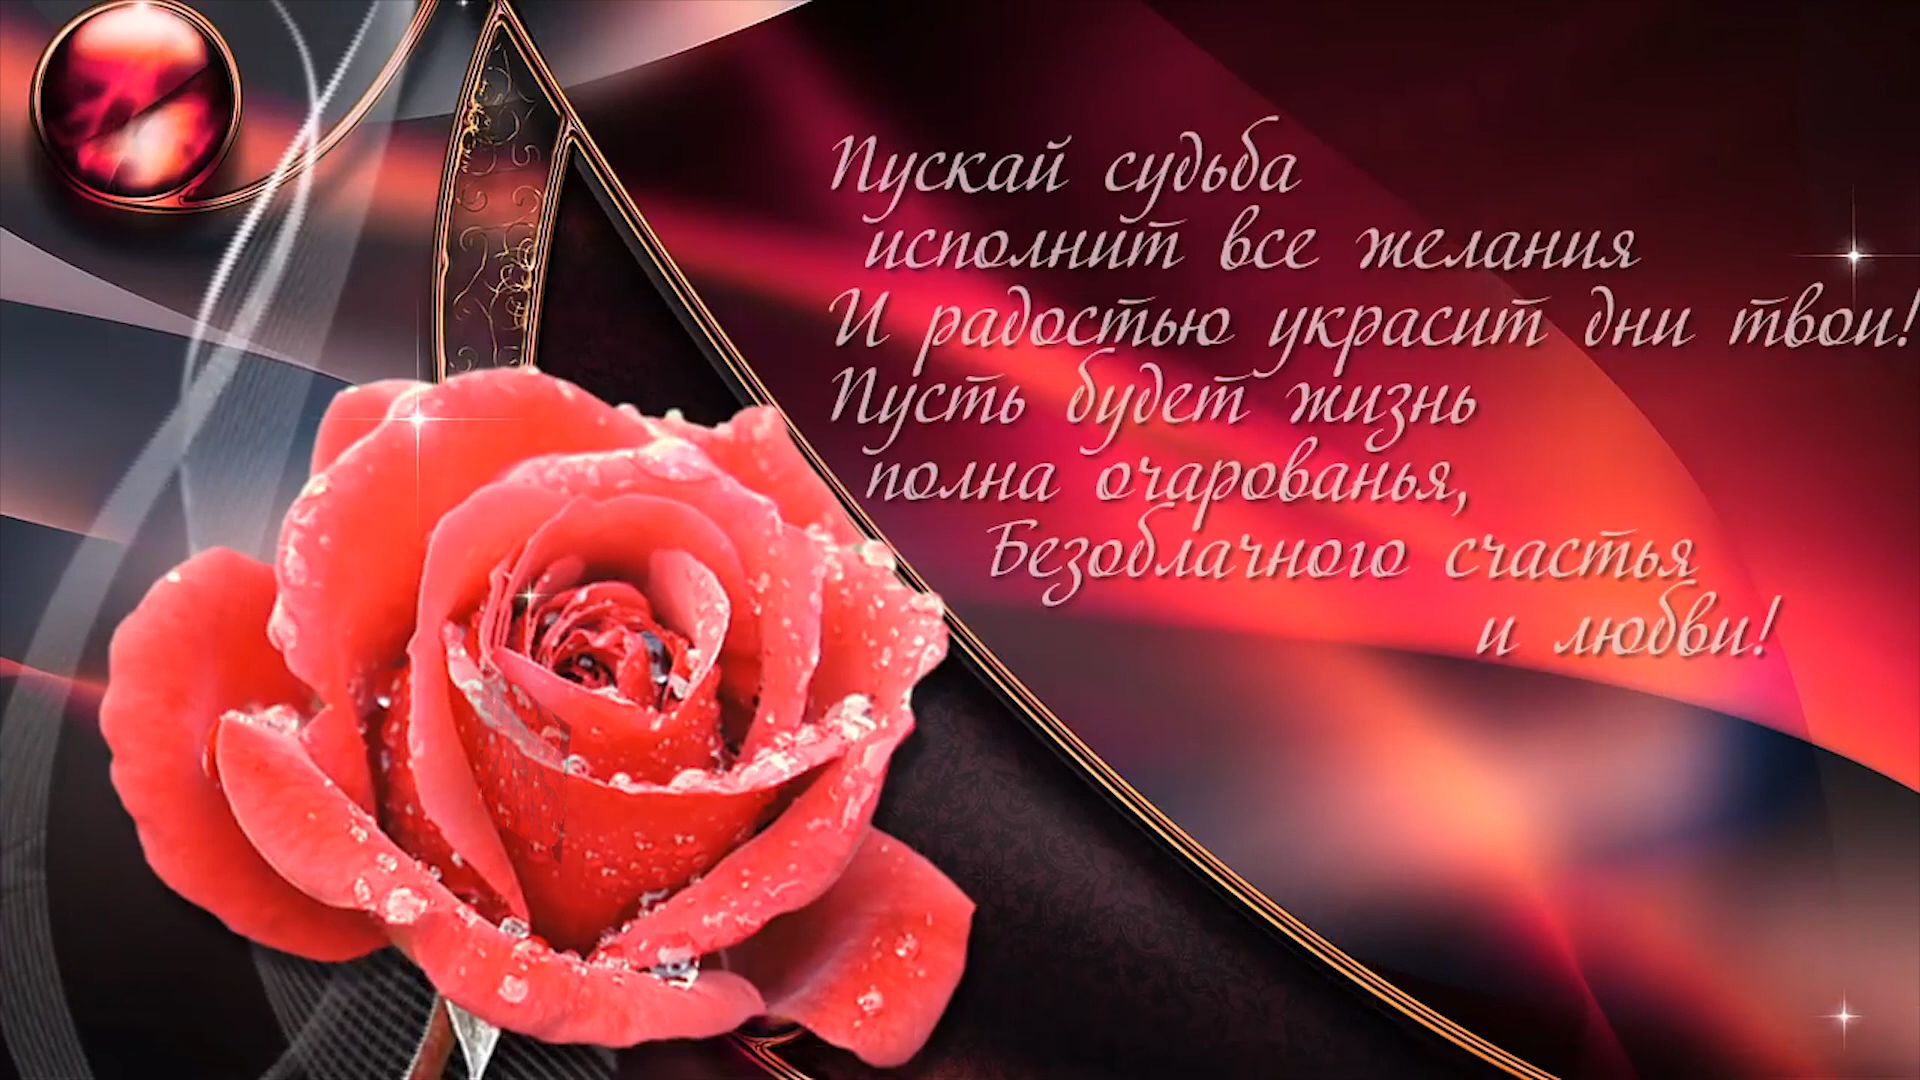 Пускай судьба
исполнит все желания
И радостью украсит дни твои!
Пусть будет жизнь
полна очарованья,
Безоблачного счастья
и любви!